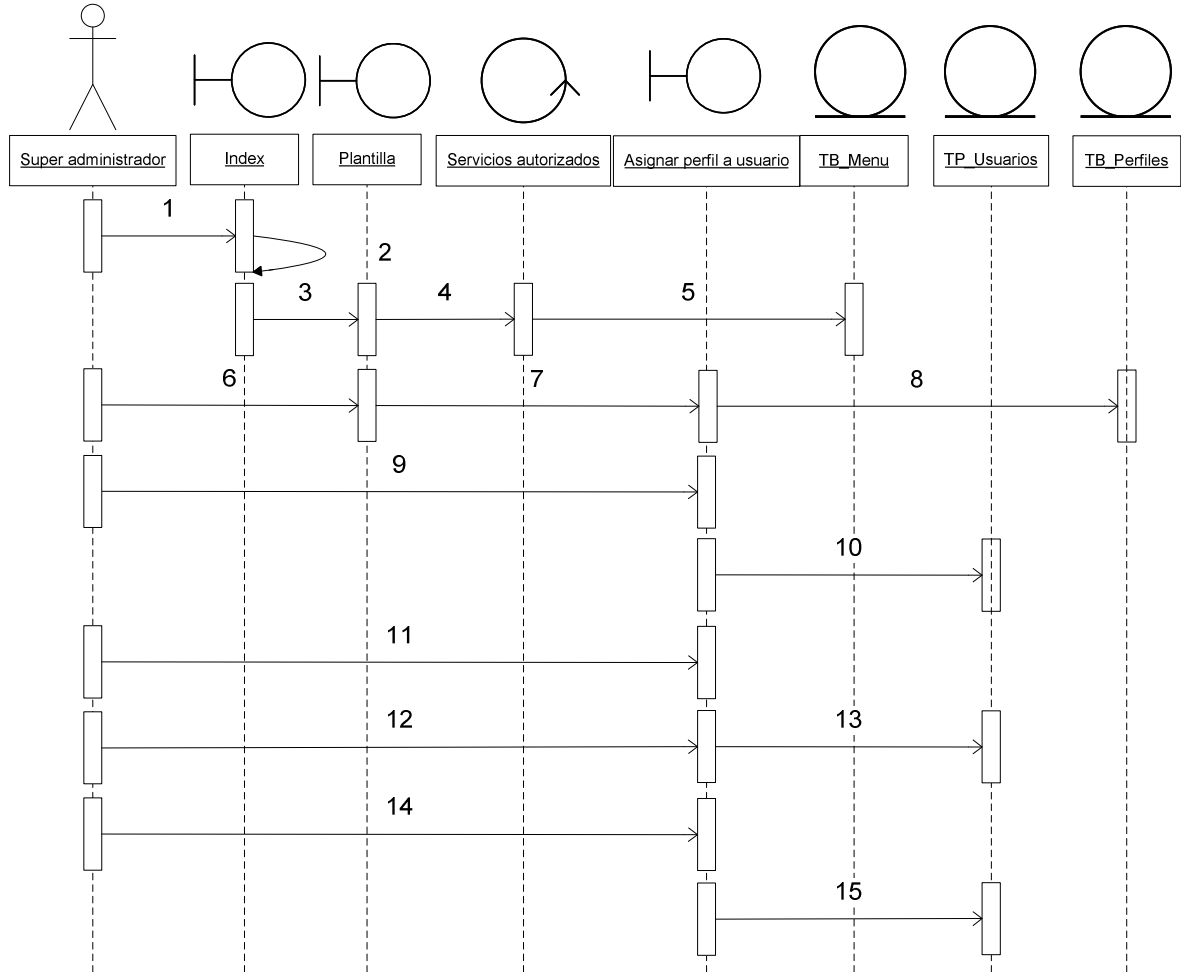 Super administrador
Index
Plantilla
Servicios autorizados
Asignar perfil a usuario
TB_Menu
TP_Usuarios
TB_Perfiles
1
2
3
4
5
6
7
8
9
10
11
12
13
14
15